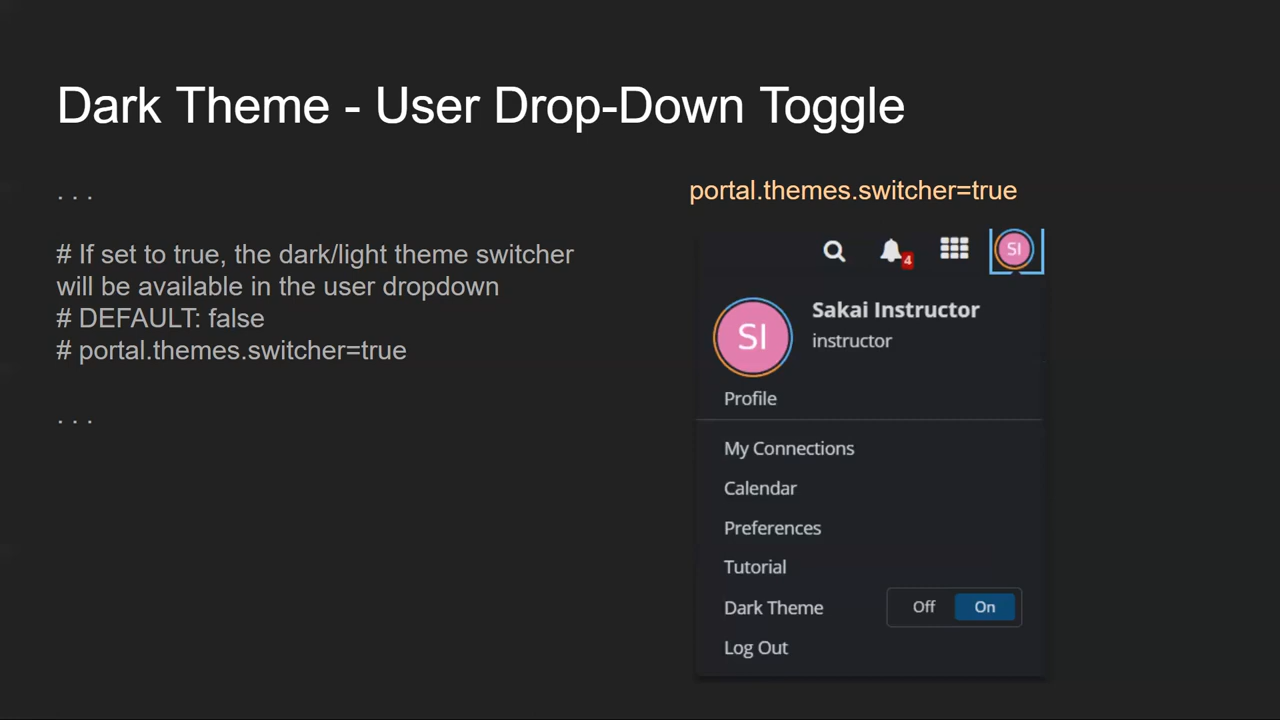 Dark Theme - User Drop-Down Toggle
. . .
# If set to true, the dark/light theme switcher
will be available in the user dropdown
# DEFAULT: false
# portal.themes.switcher=true
. . .
portal.themes.switcher=true
4
SI
SI
Sakai Instructor
instructor
Profile
My Connections
Calendar
Preferences
Tutorial
Dark Theme Off On
Log Out